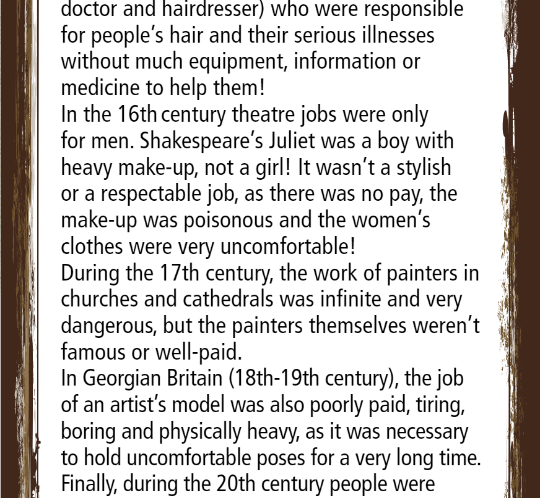 doctor and hairdresser) who were responsible
for people's hair and their serious illnesses
without much equipment, information or
medicine to help them!
In the 16th century theatre jobs were only
for men. Shakespeare's Juliet was a boy with
heavy make-up, not a girl! It wasn't a stylish
or a respectable job, as there was no pay, the
make-up was poisonous and the women's
clothes were very uncomfortable!
During the 17th century, the work of painters in
churches and cathedrals was infinite and very
dangerous, but the painters themselves weren't
famous or well-paid.
In Georgian Britain (18th-19th century), the job
of an artist's model was also poorly paid, tiring,
boring and physically heavy, as it was necessary
to hold uncomfortable poses for a very long time.
Finally, during the 20th century people were